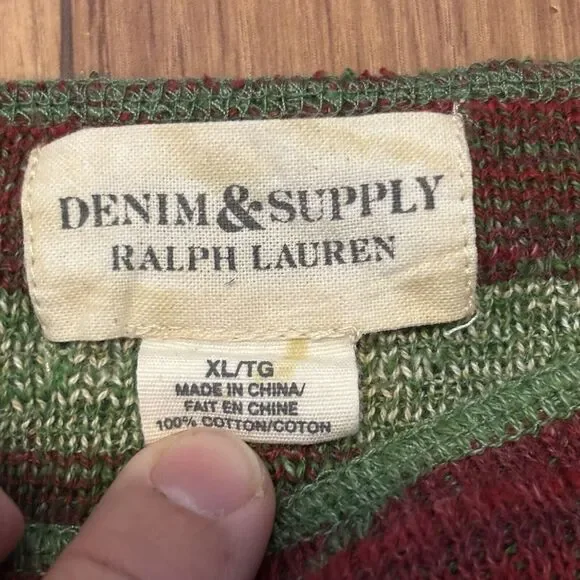 DENIM & SUPPLY
RALPH LAUREN
XL/TG
MADE IN CHINA/
FAIT EN CHINE
100% COTTON/COTON